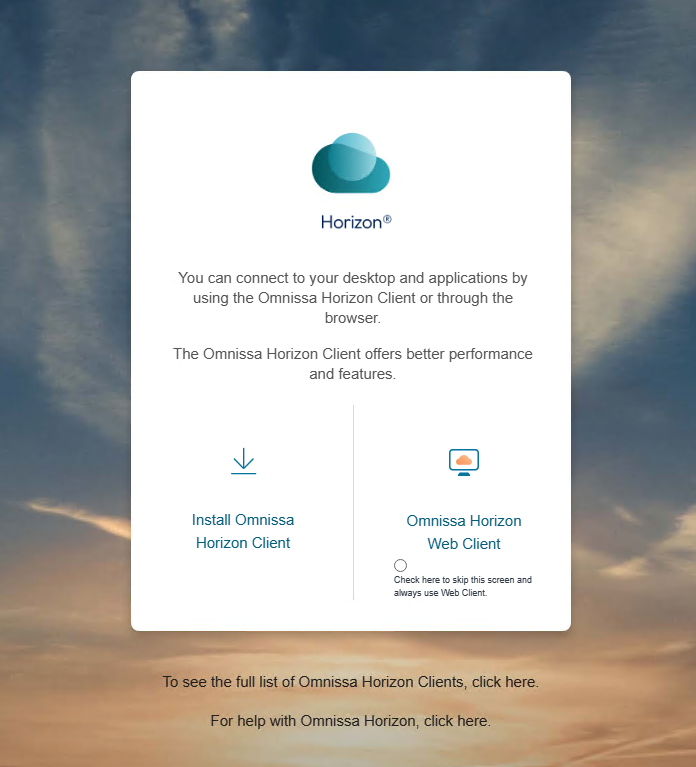 Horizon®
You can connect to your desktop and applications by
using the Omnissa Horizon Client or through the
browser.
The Omnissa Horizon Client offers better performance
and features.
Install Omnissa
Horizon Client
Omnissa Horizon
Web Client
Check here to skip this screen and
always use Web Client.
To see the full list of Omnissa Horizon Clients, click here.
For help with Omnissa Horizon, click here.